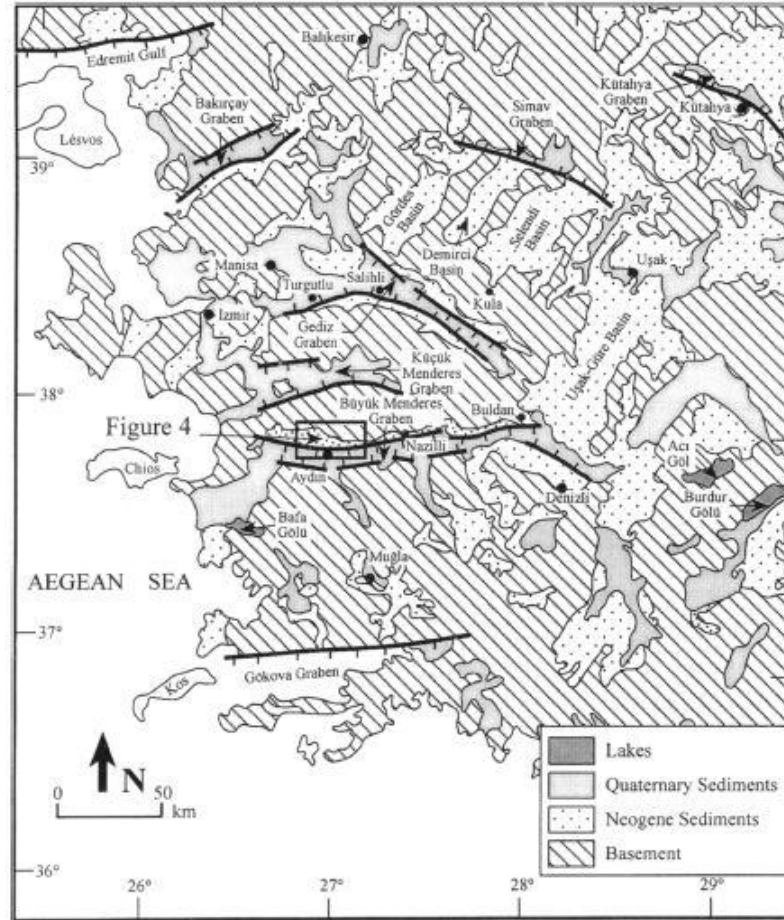 Edremit Gulf
Balıkesir
Bakırçay
Graben
Simav
Graben
Kütahya
Graben
Kütahya
Lésvos
39°
Gördes
Basin
Demirci
Basin
Selendi
Basin
Uşak
Manisa
Turgutlu
Salihli
Kula
İzmir
Gediz
Graben
Uşak-Güre Basin
Küçük
Menderes
Graben
38°
Büyük Menderes
Graben
Buldan
Figure 4
Nazilli
Acı
Göl
Chios
Aydın
Denizli
Burdur
Gölü
Bafa
Gölü
Muğla
AEGEAN SEA
37°
Gökova Graben
Kos
N
0 50
km
Lakes
Quaternary Sediments
Neogene Sediments
Basement
36°
26° 27° 28° 29°